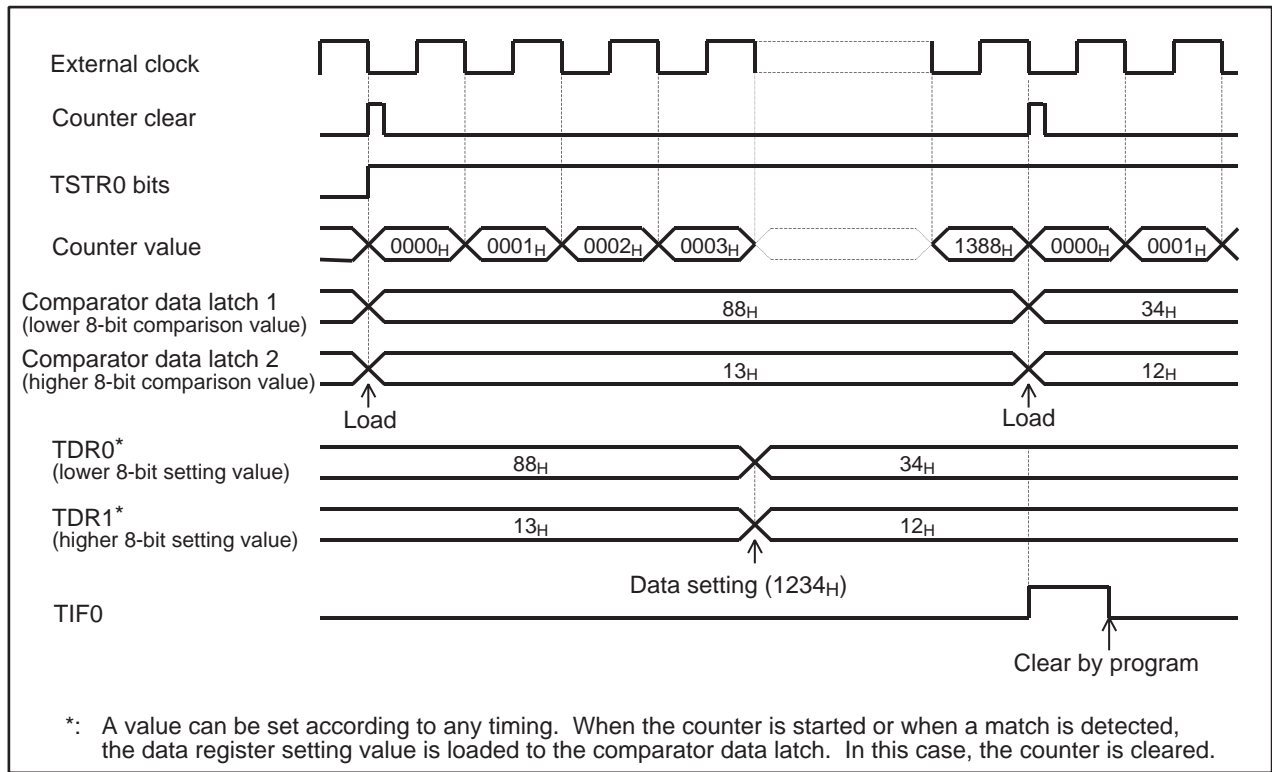 External clock
Counter clear
TSTR0 bits
Counter value
0000H
0001H
0002H
0003H
1388H
0000H
0001H
Comparator data latch 1
(lower 8-bit comparison value)
88H
34H
Comparator data latch 2
(higher 8-bit comparison value)
13H
12H
Load
Load
TDR0*
(lower 8-bit setting value)
88H
34H
TDR1*
(higher 8-bit setting value)
13H
12H
Data setting (1234H)
TIF0
Clear by program
*: A value can be set according to any timing. When the counter is started or when a match is detected,
the data register setting value is loaded to the comparator data latch. In this case, the counter is cleared.